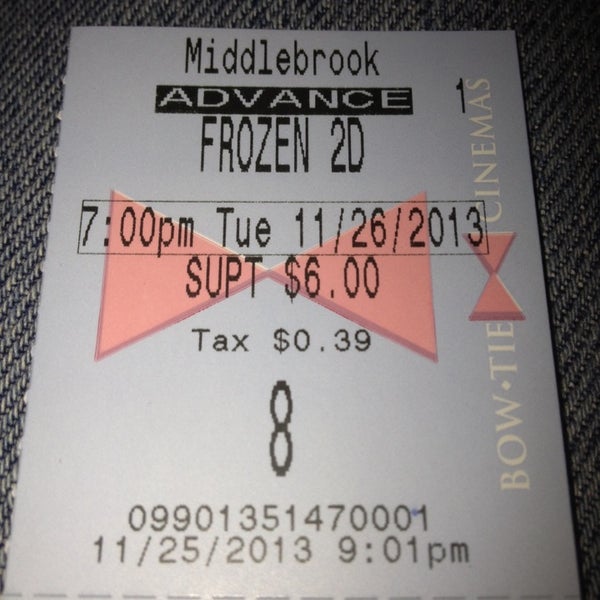 Middlebrook
ADVANCE
1
FROZEN 2D
7:00pm Tue 11/26/2013
SUPT $6.00
Tax $0.39
8
09901351470001
11/25/2013 9:01pm
BOW•TIE CINEMAS